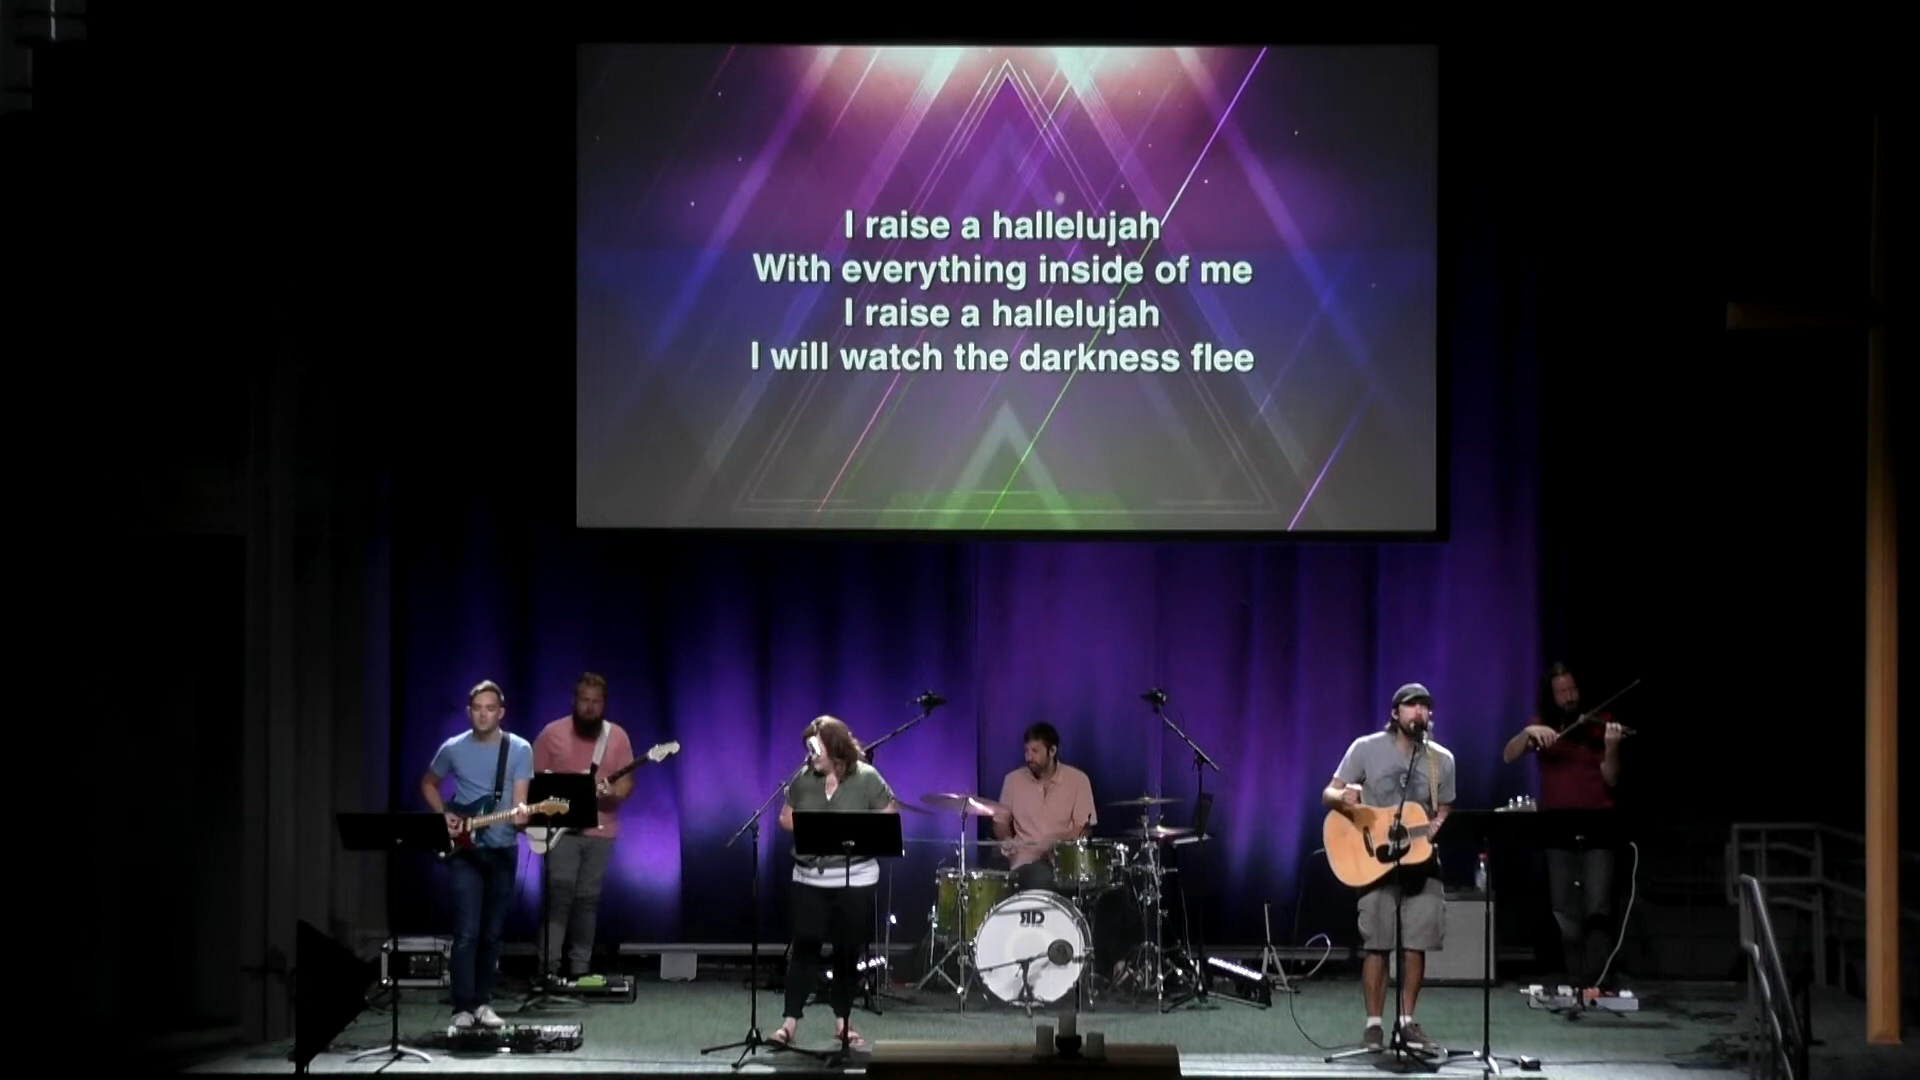 I raise a hallelujah
With everything inside of me
I raise a hallelujah
I will watch the darkness flee